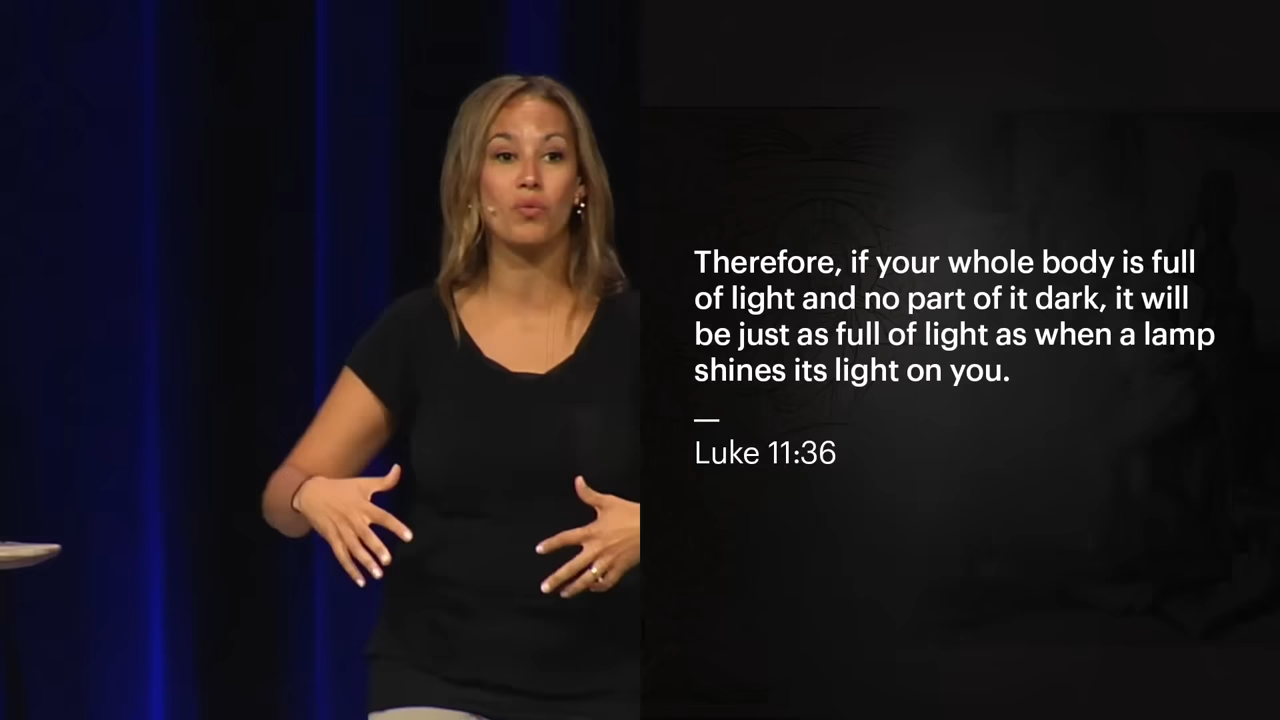 Therefore, if your whole body is full
of light and no part of it dark, it will
be just as full of light as when a lamp
shines its light on you.
—
Luke 11:36